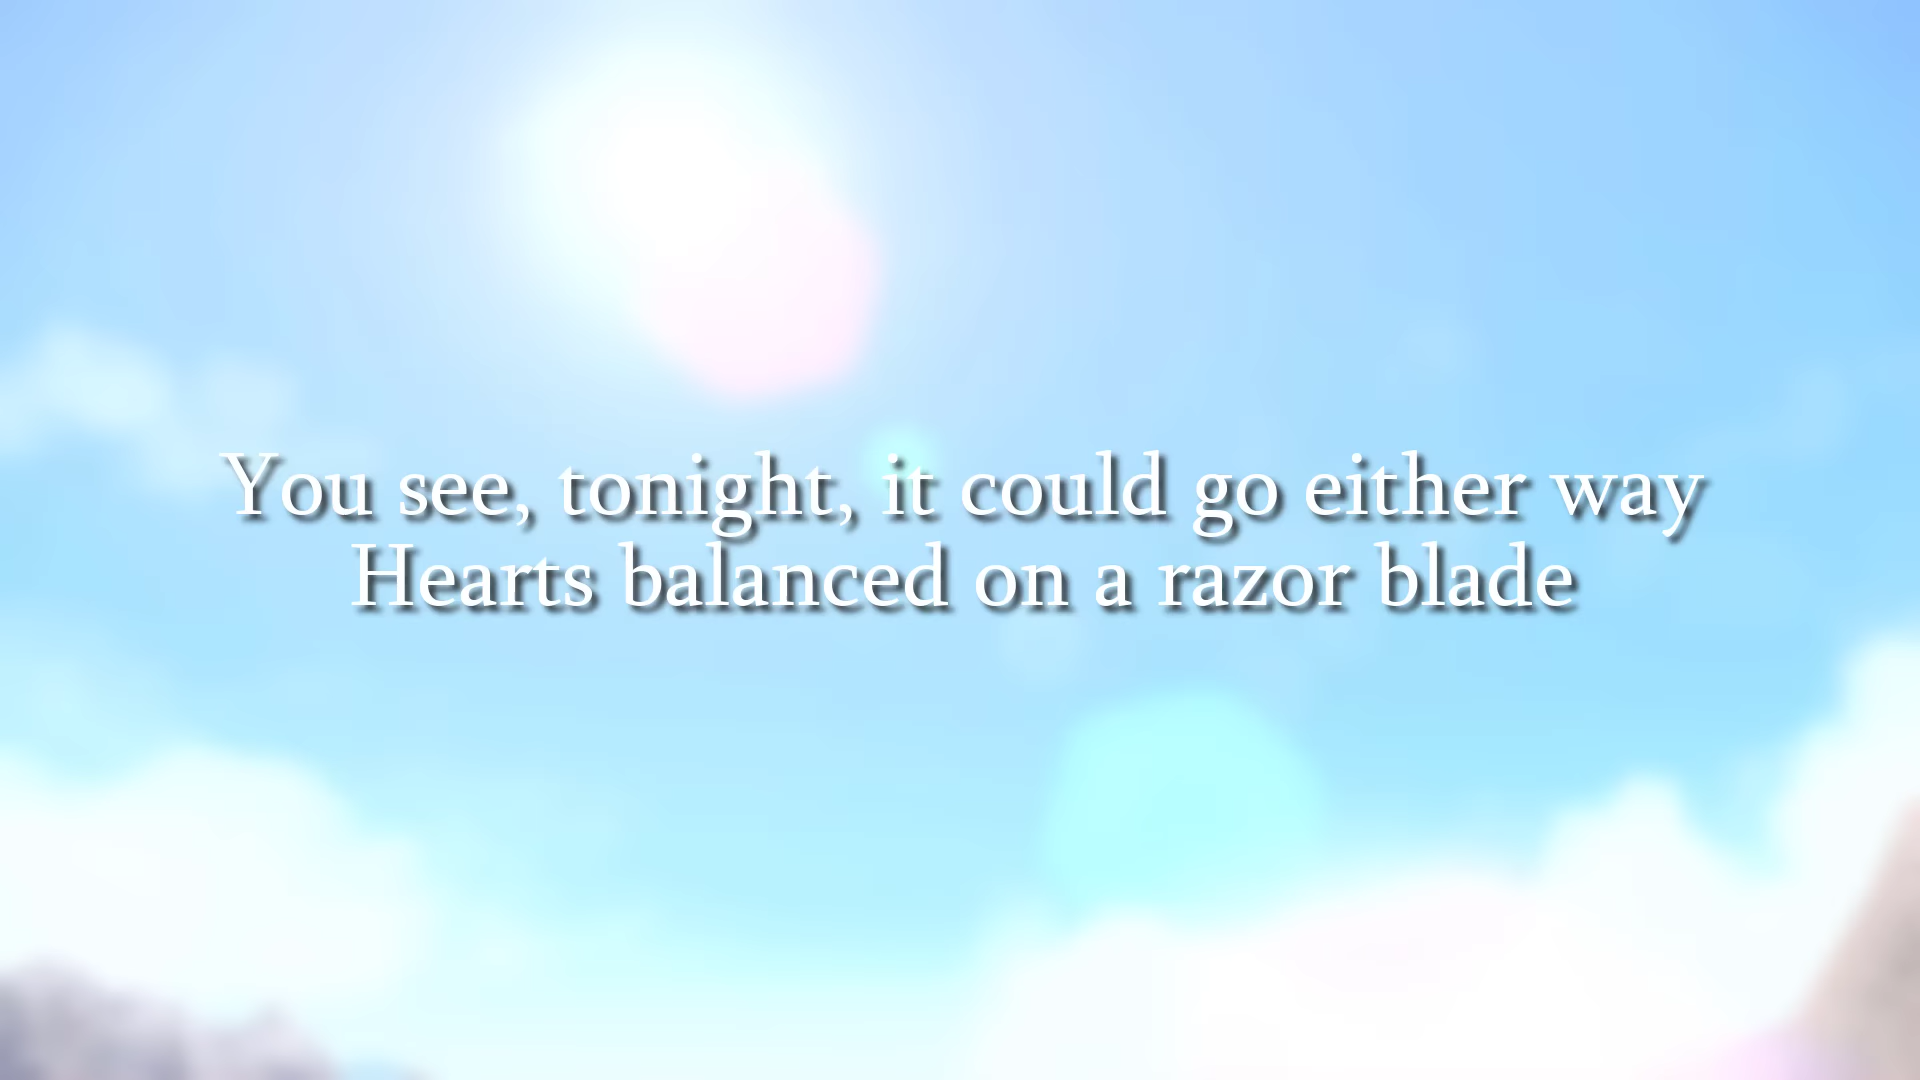 You see, tonight, it could go either way
Hearts balanced on a razor blade